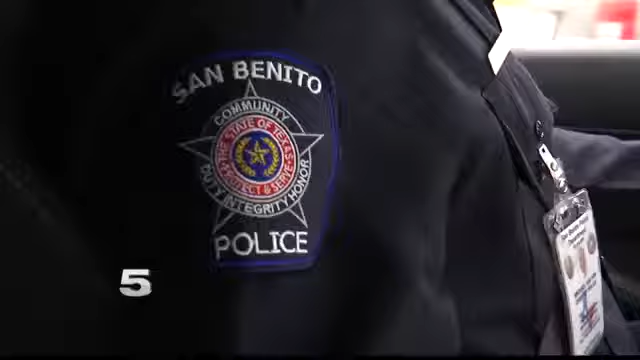 SAN BENITO
COMMUNITY
THE STATE OF TEXAS
PROTECT & SERVE
DUTY INTEGRITY HONOR
POLICE
5